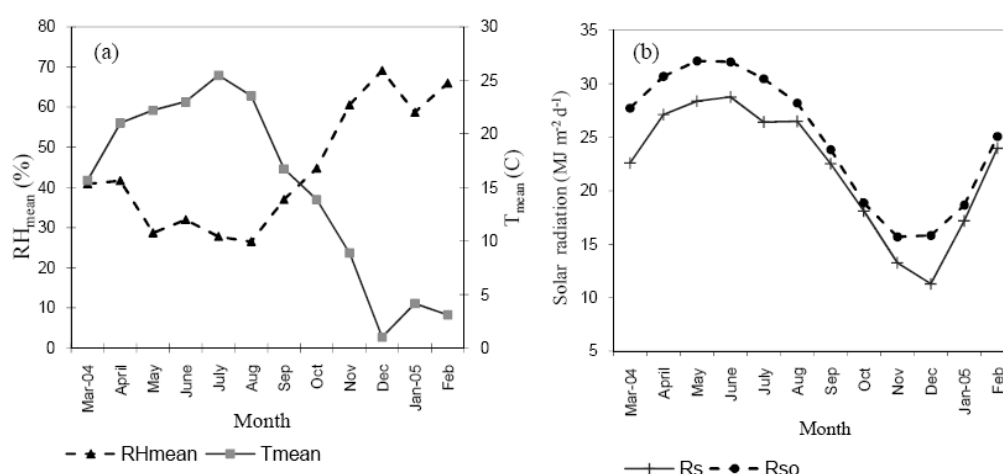 (a)
80
70
60
50
40
30
20
10
0
RHmean (%)
30
25
20
15
10
5
0
Tmean (C)
Mar-04
April
May
June
July
Aug
Sep
Oct
Nov
Dec
Jan-05
Feb
Month
RHmean Tmean
(b)
35
30
25
20
15
10
5
Solar radiation (MJ m-2 d-1)
Mar-04
April
May
June
July
Aug
Sep
Oct
Nov
Dec
Jan-05
Feb
Month
Rs Rso